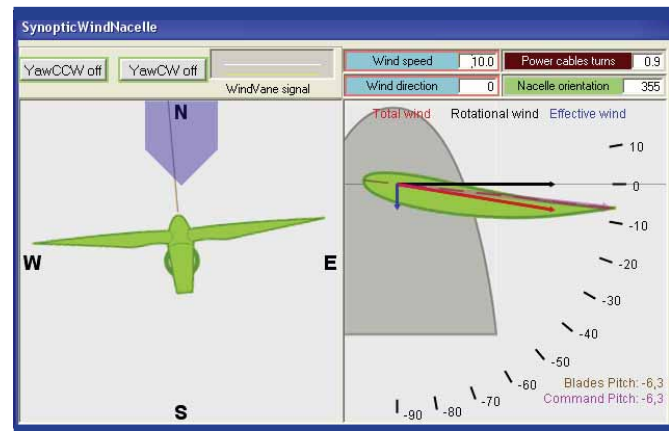 SynopticWindNacelle
YawCCW off YawCW off WindVane signal
Wind speed 10.0 Power cables turns 0.9
Wind direction 0 Nacelle orientation 355
N
W
E
S
Total wind Rotational wind Effective wind
10
0
-10
-20
-30
-40
-50
-60
-70
-80
-90
Blades Pitch: -6,3
Command Pitch: -6,3